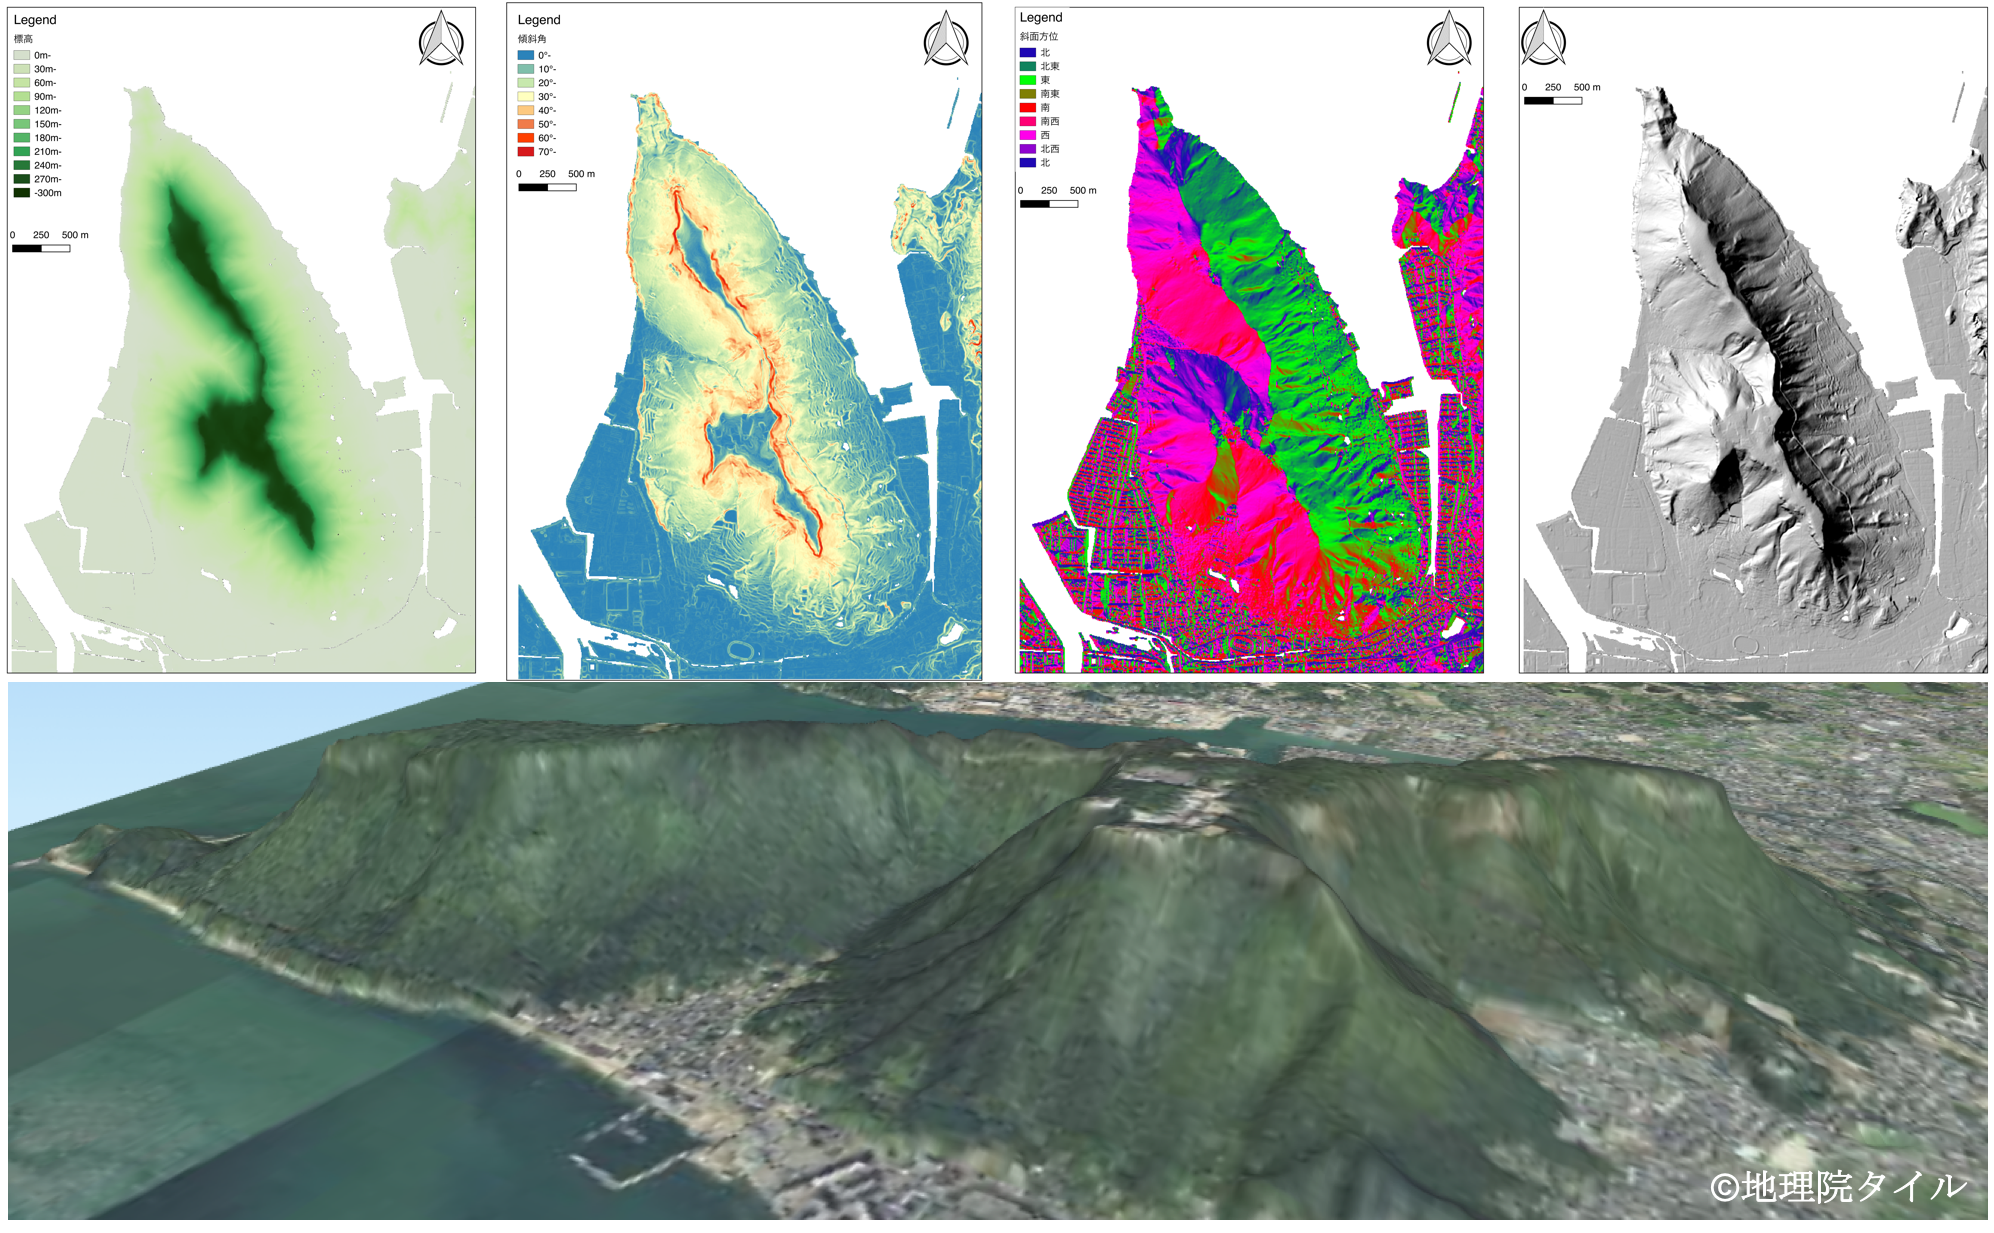 Legend
標高
0m-
30m-
60m-
90m-
120m-
150m-
180m-
210m-
240m-
270m-
-300m
0 250 500 m
Legend
傾斜角
0°-
10°-
20°-
30°-
40°-
50°-
60°-
70°-
0 250 500 m
Legend
斜面方位
北
北東
東
南東
南
南西
西
北西
北
0 250 500 m
0 250 500 m
©地理院タイル